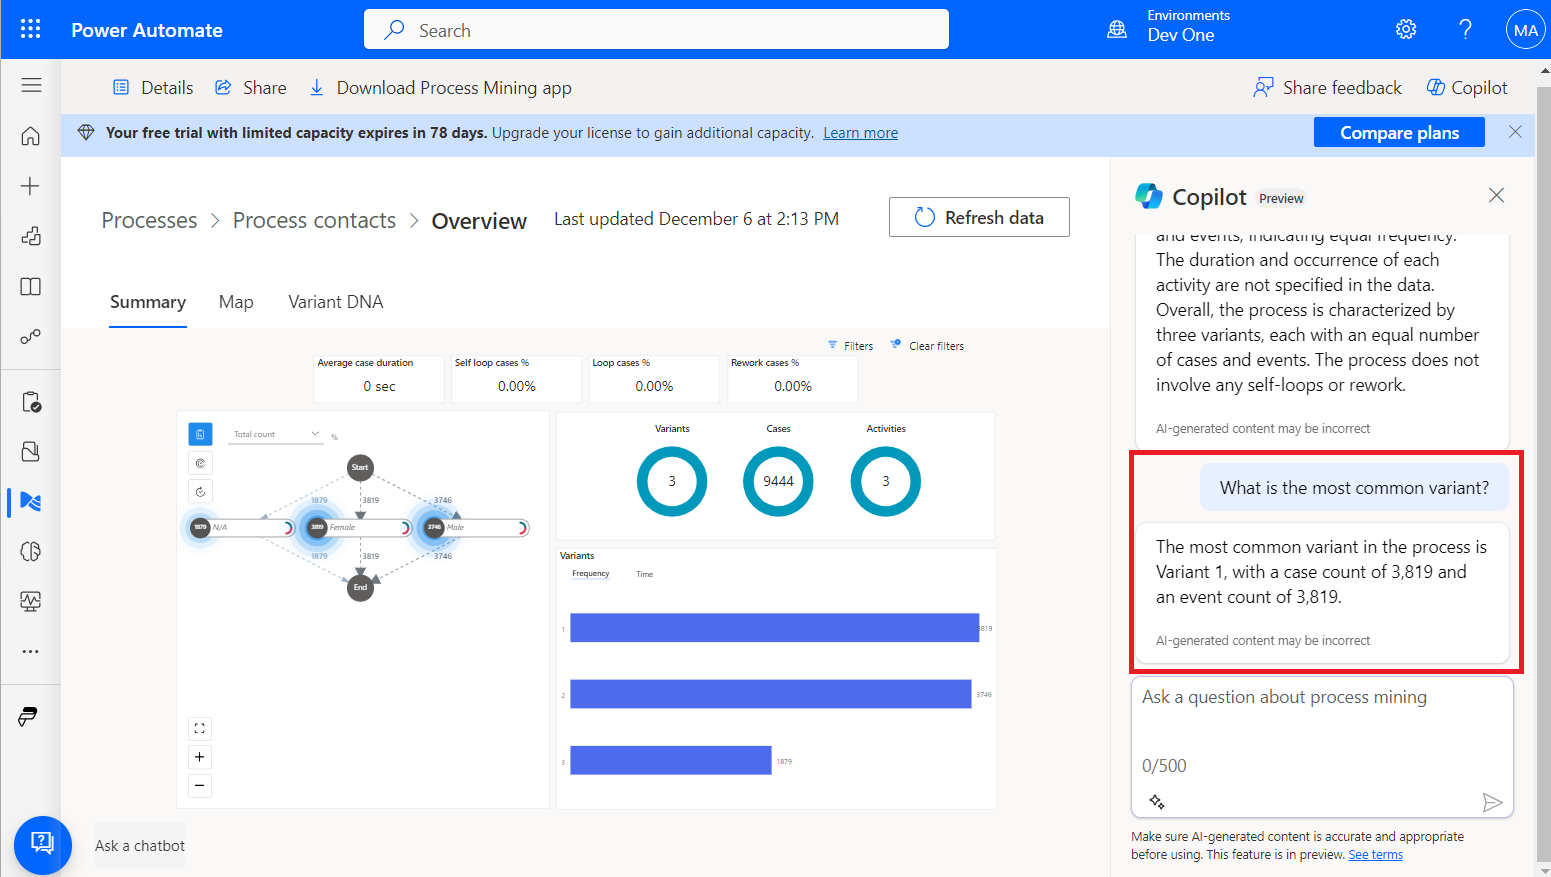 Power Automate
Search
Environments
Dev One
MA
Details
Share
Download Process Mining app
Share feedback
Copilot
Your free trial with limited capacity expires in 78 days. Upgrade your license to gain additional capacity. Learn more
Compare plans
Processes > Process contacts > Overview
Last updated December 6 at 2:13 PM
Refresh data
Summary
Map
Variant DNA
Filters
Clear filters
Average case duration
0 sec
Self loop cases %
0.00%
Loop cases %
0.00%
Rework cases %
0.00%
Total count
%
Start
1879
3819
3746
1879
N/A
3819
Female
3746
Male
1879
3819
3746
End
Variants
3
Cases
9444
Activities
3
Variants
Frequency
Time
1
3819
2
3746
3
1879
Ask a chatbot
Copilot
Preview
and events, indicating equal frequency.
The duration and occurrence of each
activity are not specified in the data.
Overall, the process is characterized by
three variants, each with an equal number
of cases and events. The process does not
involve any self-loops or rework.
AI-generated content may be incorrect
What is the most common variant?
The most common variant in the process is
Variant 1, with a case count of 3,819 and
an event count of 3,819.
AI-generated content may be incorrect
Ask a question about process mining
0/500
Make sure AI-generated content is accurate and appropriate
before using. This feature is in preview. See terms